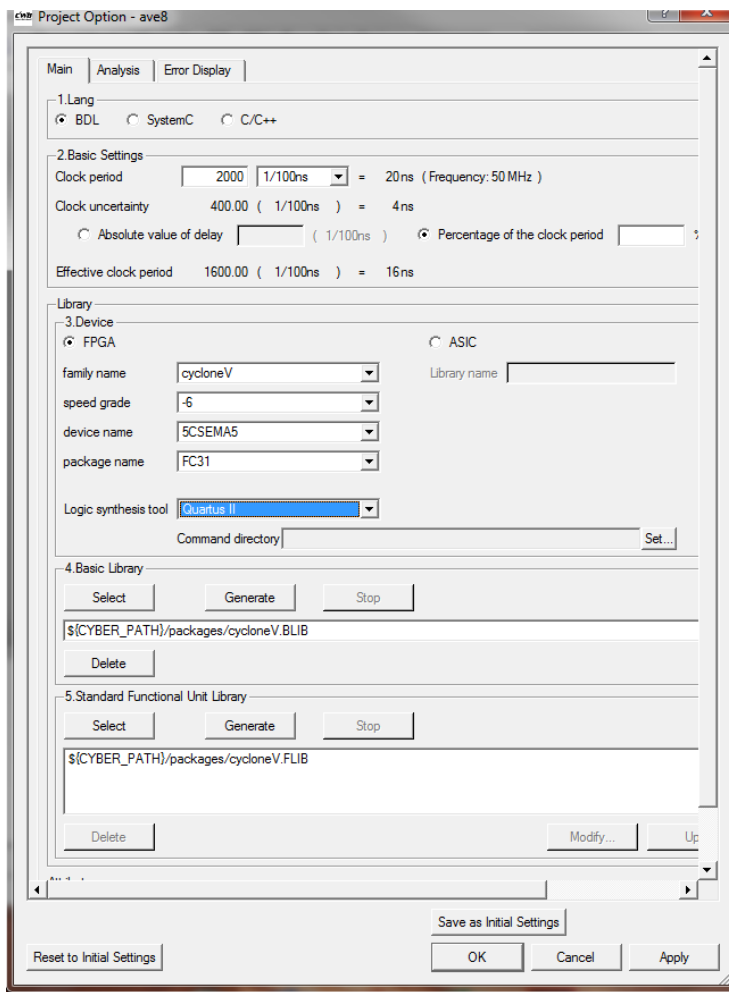 CWB Project Option - ave8
Main Analysis Error Display
1.Lang
BDL SystemC C/C++
2.Basic Settings
Clock period 2000 1/100ns = 20ns ( Frequency: 50 MHz )
Clock uncertainty 400.00 ( 1/100ns ) = 4ns
Absolute value of delay ( 1/100ns ) Percentage of the clock period
Effective clock period 1600.00 ( 1/100ns ) = 16ns
Library
3.Device
FPGA ASIC
family name cycloneV Library name
speed grade -6
device name 5CSEMA5
package name FC31
Logic synthesis tool Quartus II
Command directory Set...
4.Basic Library
Select Generate Stop
${CYBER_PATH}/packages/cycloneV.BLIB
Delete
5.Standard Functional Unit Library
Select Generate Stop
${CYBER_PATH}/packages/cycloneV.FLIB
Delete Modify... Up
Save as Initial Settings
Reset to Initial Settings OK Cancel Apply